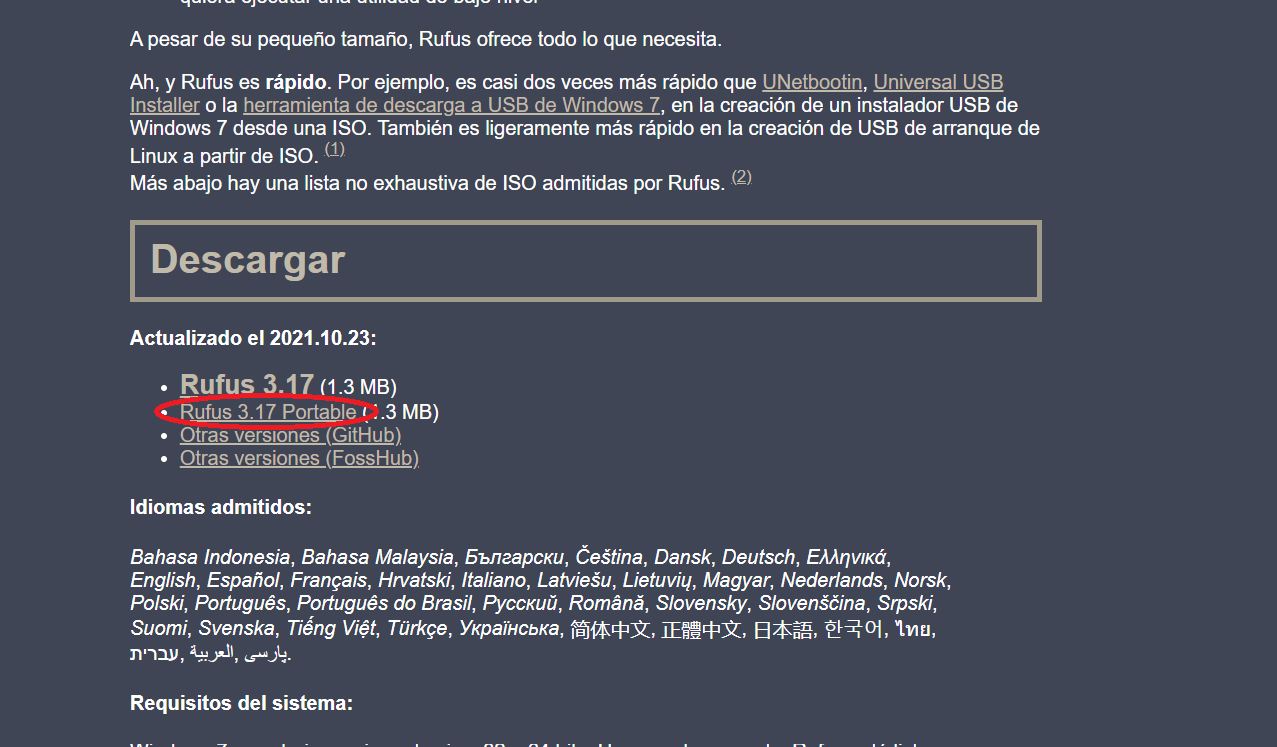 quiera ejecutar una utilidad de bajo nivel
A pesar de su pequeño tamaño, Rufus ofrece todo lo que necesita.
Ah, y Rufus es rápido. Por ejemplo, es casi dos veces más rápido que UNetbootin, Universal USB
Installer o la herramienta de descarga a USB de Windows 7, en la creación de un instalador USB de
Windows 7 desde una ISO. También es ligeramente más rápido en la creación de USB de arranque de
Linux a partir de ISO. (1)
Más abajo hay una lista no exhaustiva de ISO admitidas por Rufus. (2)
Descargar
Actualizado el 2021.10.23:
• Rufus 3.17 (1.3 MB)
• Rufus 3.17 Portable (1.3 MB)
• Otras versiones (GitHub)
• Otras versiones (FossHub)
Idiomas admitidos:
Bahasa Indonesia, Bahasa Malaysia, Български, Čeština, Dansk, Deutsch, Ελληνικά,
English, Español, Français, Hrvatski, Italiano, Latviešu, Lietuvių, Magyar, Nederlands, Norsk,
Polski, Português, Português do Brasil, Русский, Română, Slovensky, Slovenščina, Srpski,
Suomi, Svenska, Tiếng Việt, Türkçe, Українська, 简体中文, 正體中文, 日本語, 한국어, ไทย,
עברית, العربية, پارسی.
Requisitos del sistema: